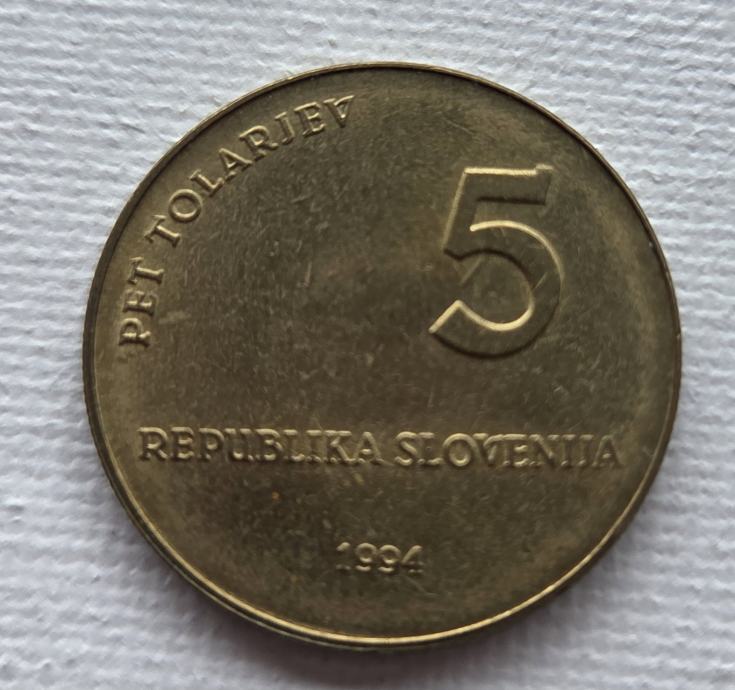 PET TOLARJEV
5
REPUBLIKA SLOVENIJA
1994